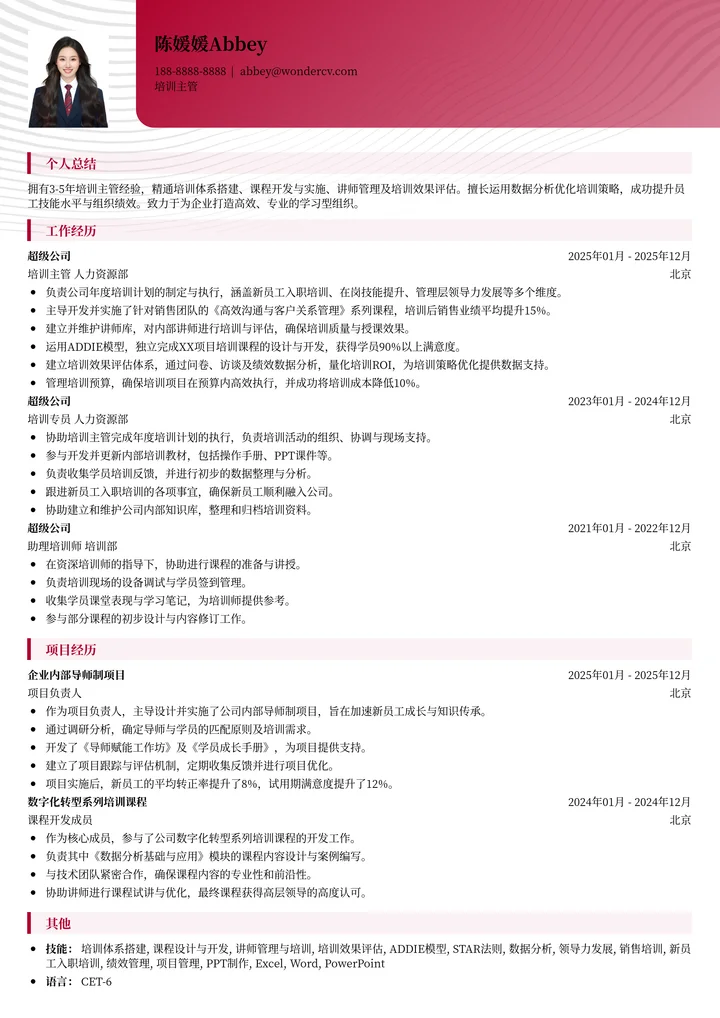 陈媛媛Abbey
188-8888-8888 | abbey@wondercv.com
培训主管
个人总结
拥有3-5年培训主管经验，精通培训体系搭建、课程开发与实施、讲师管理及培训效果评估。擅长运用数据分析优化培训策略，成功提升员
工技能水平与组织绩效。致力于为企业打造高效、专业的学习型组织。
工作经历
超级公司 2025年01月 - 2025年12月
培训主管 人力资源部 北京
• 负责公司年度培训计划的制定与执行，涵盖新员工入职培训、在岗技能提升、管理层领导力发展等多个维度。
• 主导开发并实施了针对销售团队的《高效沟通与客户关系管理》系列课程，培训后销售业绩平均提升15%。
• 建立并维护讲师库，对内部讲师进行培训与评估，确保培训质量与授课效果。
• 运用ADDIE模型，独立完成XX项目培训课程的设计与开发，获得学员90%以上满意度。
• 建立培训效果评估体系，通过问卷、访谈及绩效数据分析，量化培训ROI，为培训策略优化提供数据支持。
• 管理培训预算，确保培训项目在预算内高效执行，并成功将培训成本降低10%。
超级公司 2023年01月 - 2024年12月
培训专员 人力资源部 北京
• 协助培训主管完成年度培训计划的执行，负责培训活动的组织、协调与现场支持。
• 参与开发并更新内部培训教材，包括操作手册、PPT课件等。
• 负责收集学员培训反馈，并进行初步的数据整理与分析。
• 跟进新员工入职培训的各项事宜，确保新员工顺利融入公司。
• 协助建立和维护公司内部知识库，整理和归档培训资料。
超级公司 2021年01月 - 2022年12月
助理培训师 培训部 北京
• 在资深培训师的指导下，协助进行课程的准备与讲授。
• 负责培训现场的设备调试与学员签到管理。
• 收集学员课堂表现与学习笔记，为培训师提供参考。
• 参与部分课程的初步设计与内容修订工作。
项目经历
企业内部导师制项目 2025年01月 - 2025年12月
项目负责人 北京
• 作为项目负责人，主导设计并实施了公司内部导师制项目，旨在加速新员工成长与知识传承。
• 通过调研分析，确定导师与学员的匹配原则及培训需求。
• 开发了《导师赋能工作坊》及《学员成长手册》，为项目提供支持。
• 建立了项目跟踪与评估机制，定期收集反馈并进行项目优化。
• 项目实施后，新员工的平均转正率提升了8%，试用期满意度提升了12%。
数字化转型系列培训课程 2024年01月 - 2024年12月
课程开发成员 北京
• 作为核心成员，参与了公司数字化转型系列培训课程的开发工作。
• 负责其中《数据分析基础与应用》模块的课程内容设计与案例编写。
• 与技术团队紧密合作，确保课程内容的专业性和前沿性。
• 协助讲师进行课程试讲与优化，最终课程获得高层领导的高度认可。
其他
• 技能： 培训体系搭建, 课程设计与开发, 讲师管理与培训, 培训效果评估, ADDIE模型, STAR法则, 数据分析, 领导力发展, 销售培训, 新员
工入职培训, 绩效管理, 项目管理, PPT制作, Excel, Word, PowerPoint
• 语言： CET-6